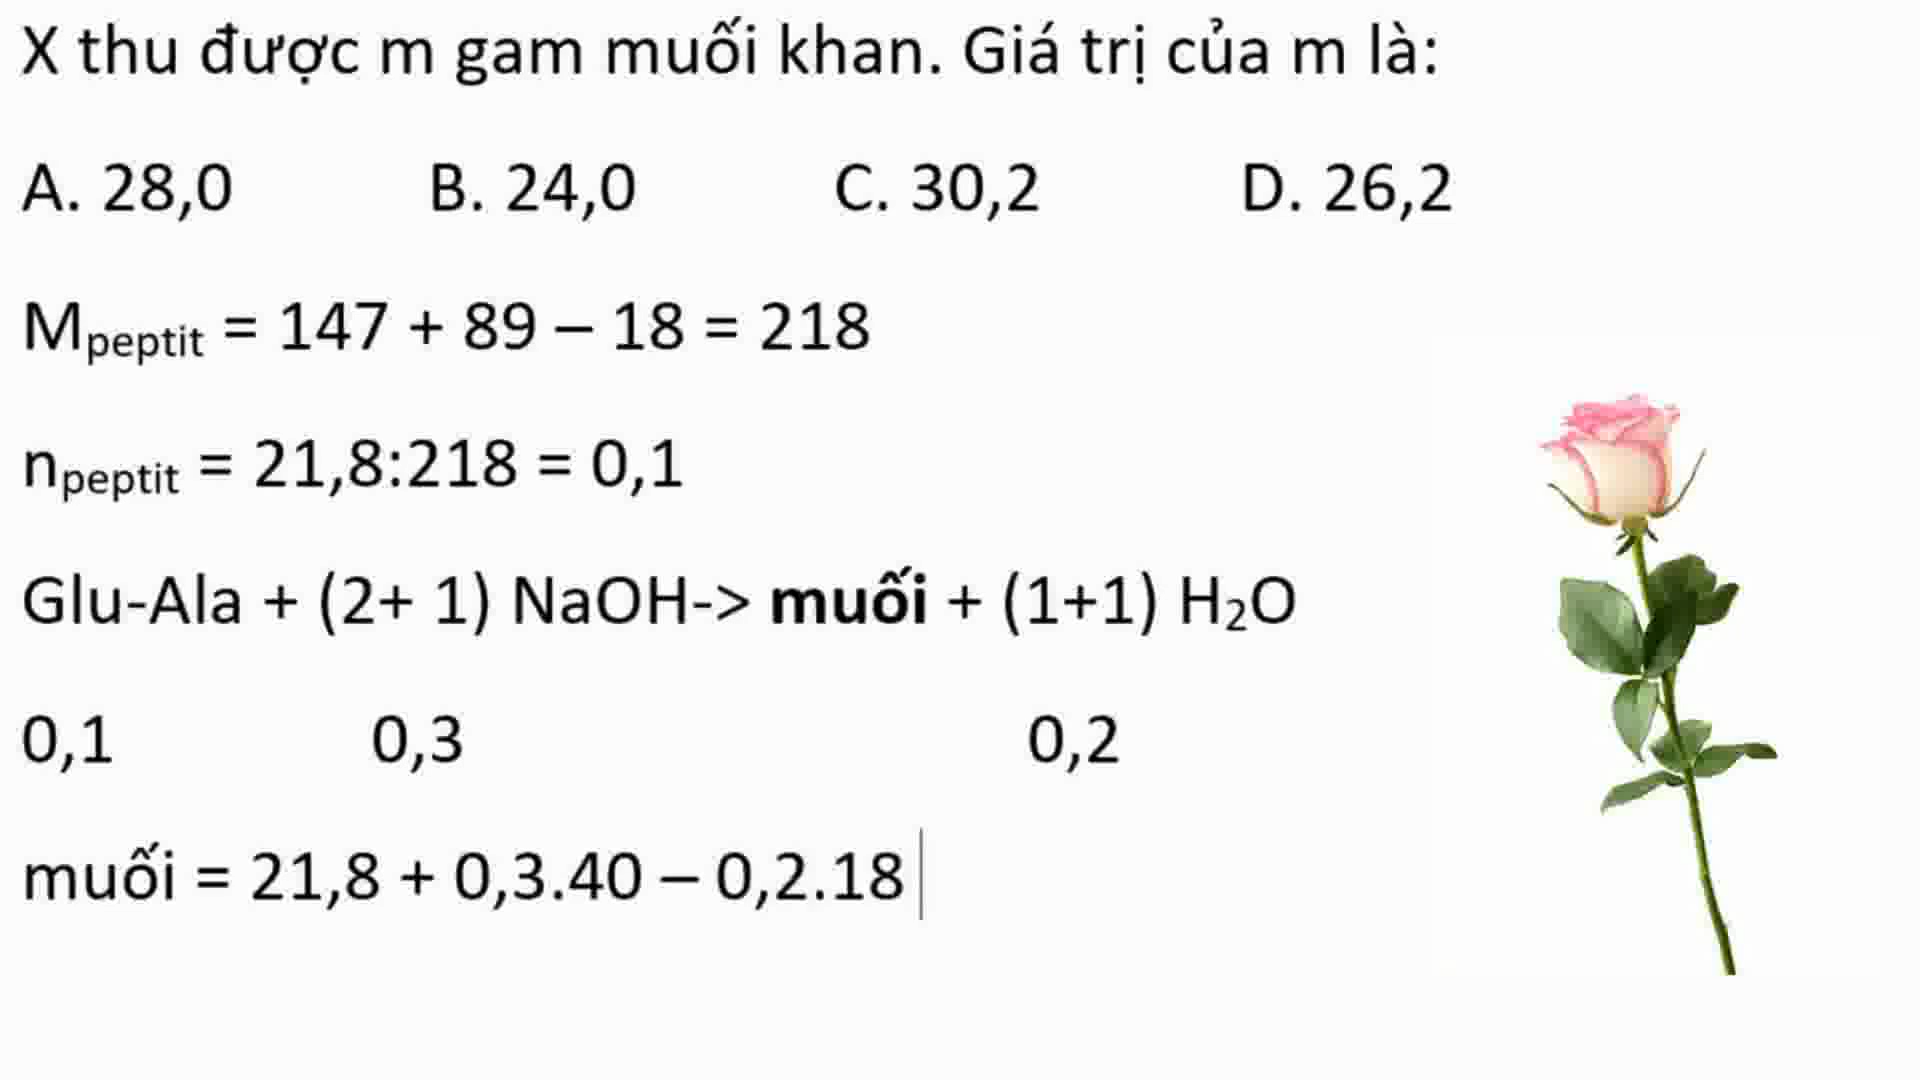 X thu được m gam muối khan. Giá trị của m là:
A. 28,0 B. 24,0 C. 30,2 D. 26,2
Mpeptit = 147 + 89 – 18 = 218
npeptit = 21,8:218 = 0,1
Glu-Ala + (2+ 1) NaOH-> muối + (1+1) H₂O
0,1 0,3 0,2
muối = 21,8 + 0,3.40 – 0,2.18